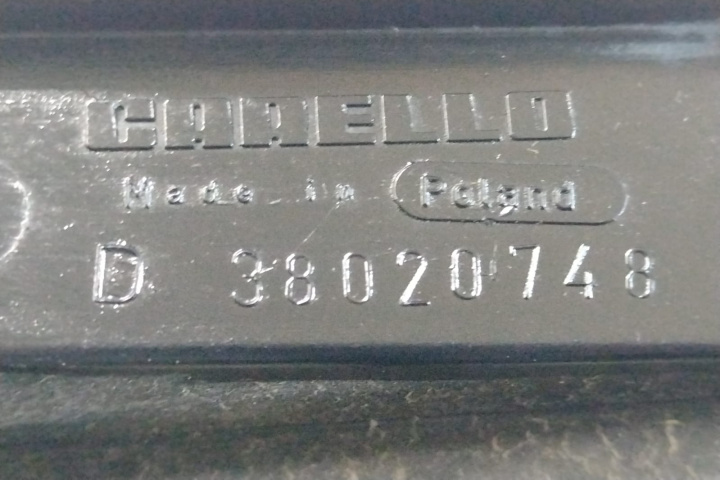 CARELLO
Made in Poland
D 38020748